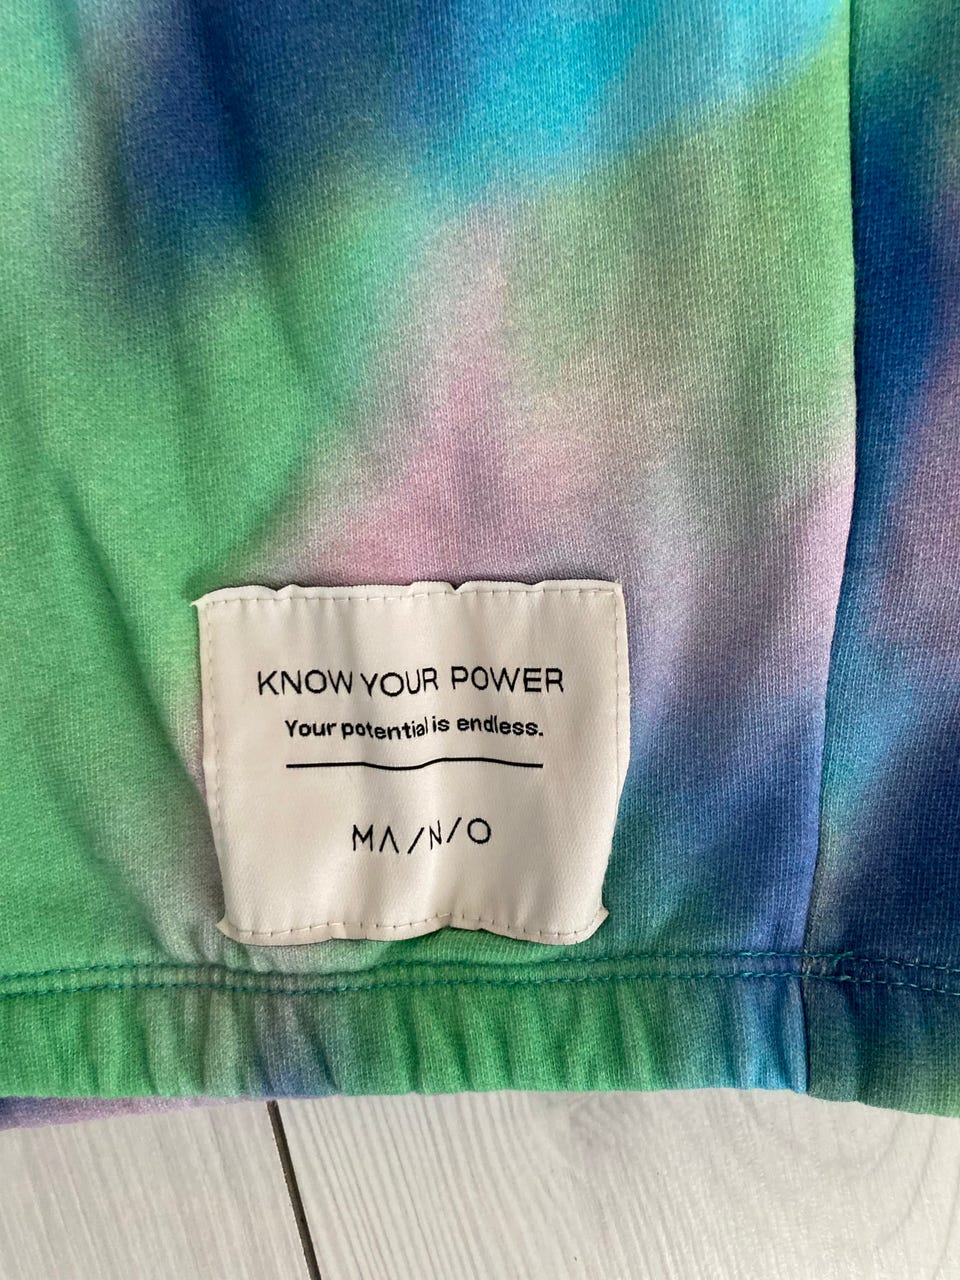 KNOW YOUR POWER
Your potential is endless.
MΛ/N/O